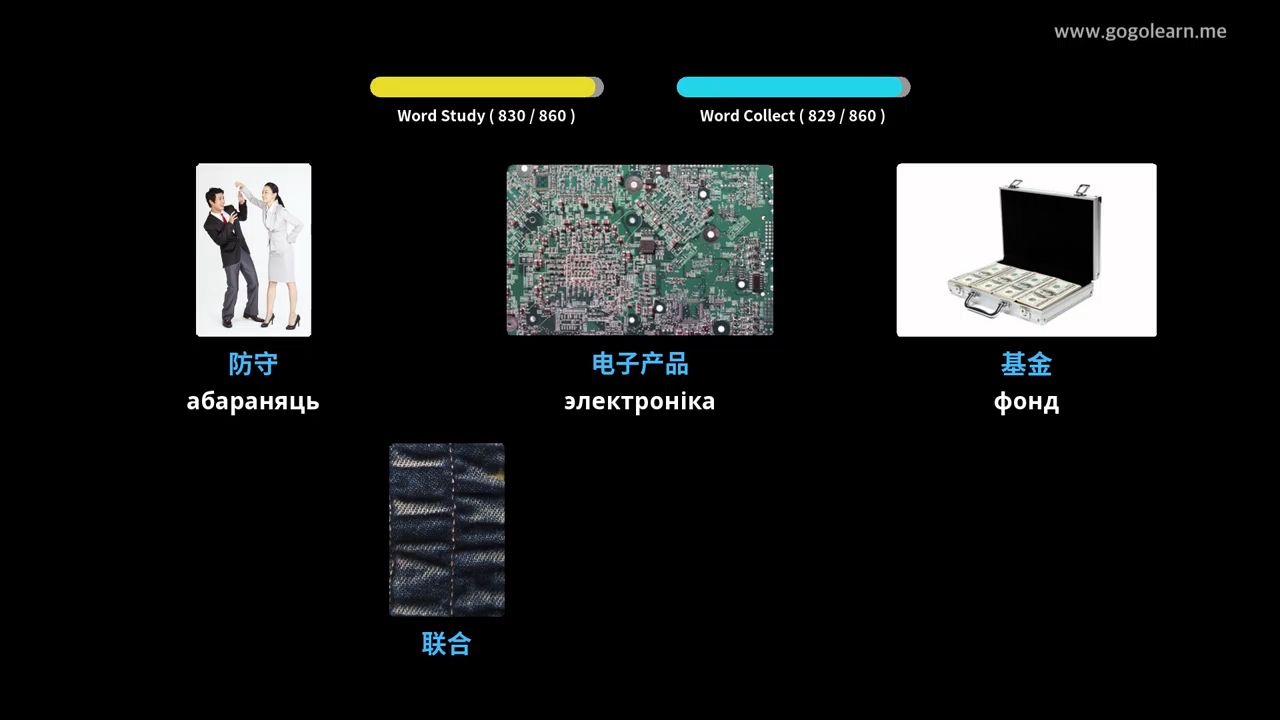 www.gogolearn.me
Word Study ( 830 / 860 )
Word Collect ( 829 / 860 )
防守
абараняць
电子产品
электроніка
基金
фонд
联合